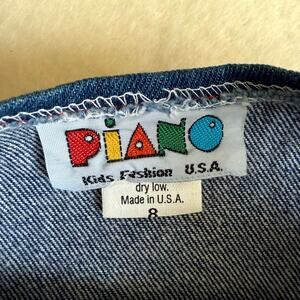 PiANO
Kids Fashion U.S.A.
dry low.
Made in U.S.A.
8